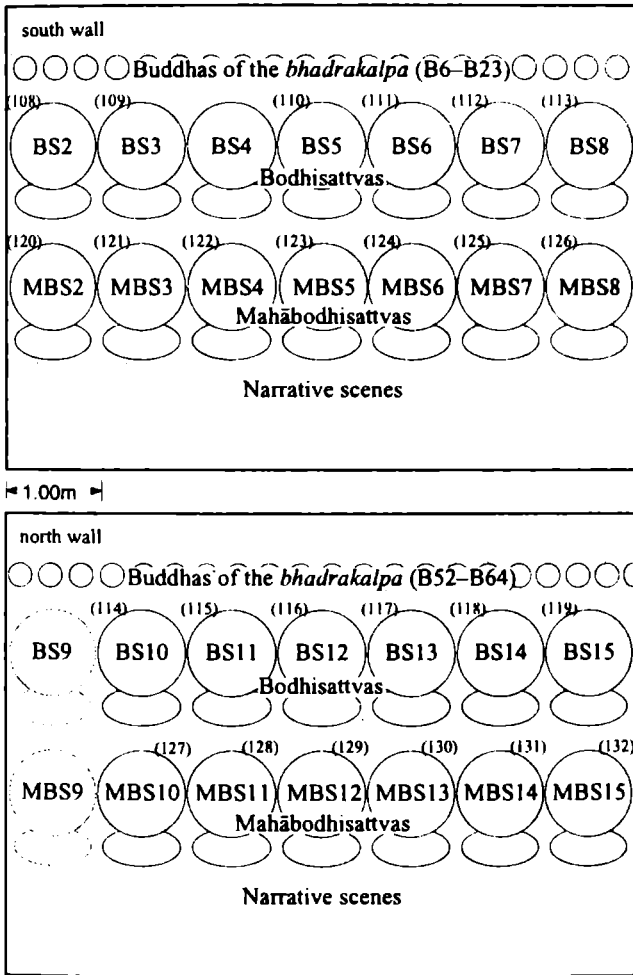 south wall
Buddhas of the bhadrakalpa (B6–B23)
(108) (109) (110) (111) (112) (113)
BS2 BS3 BS4 BS5 BS6 BS7 BS8
Bodhisattvas
(120) (121) (122) (123) (124) (125) (126)
MBS2 MBS3 MBS4 MBS5 MBS6 MBS7 MBS8
Mahābodhisattvas
Narrative scenes
1.00m
north wall
Buddhas of the bhadrakalpa (B52–B64)
(114) (115) (116) (117) (118) (119)
BS9 BS10 BS11 BS12 BS13 BS14 BS15
Bodhisattvas
(127) (128) (129) (130) (131) (132)
MBS9 MBS10 MBS11 MBS12 MBS13 MBS14 MBS15
Mahābodhisattvas
Narrative scenes